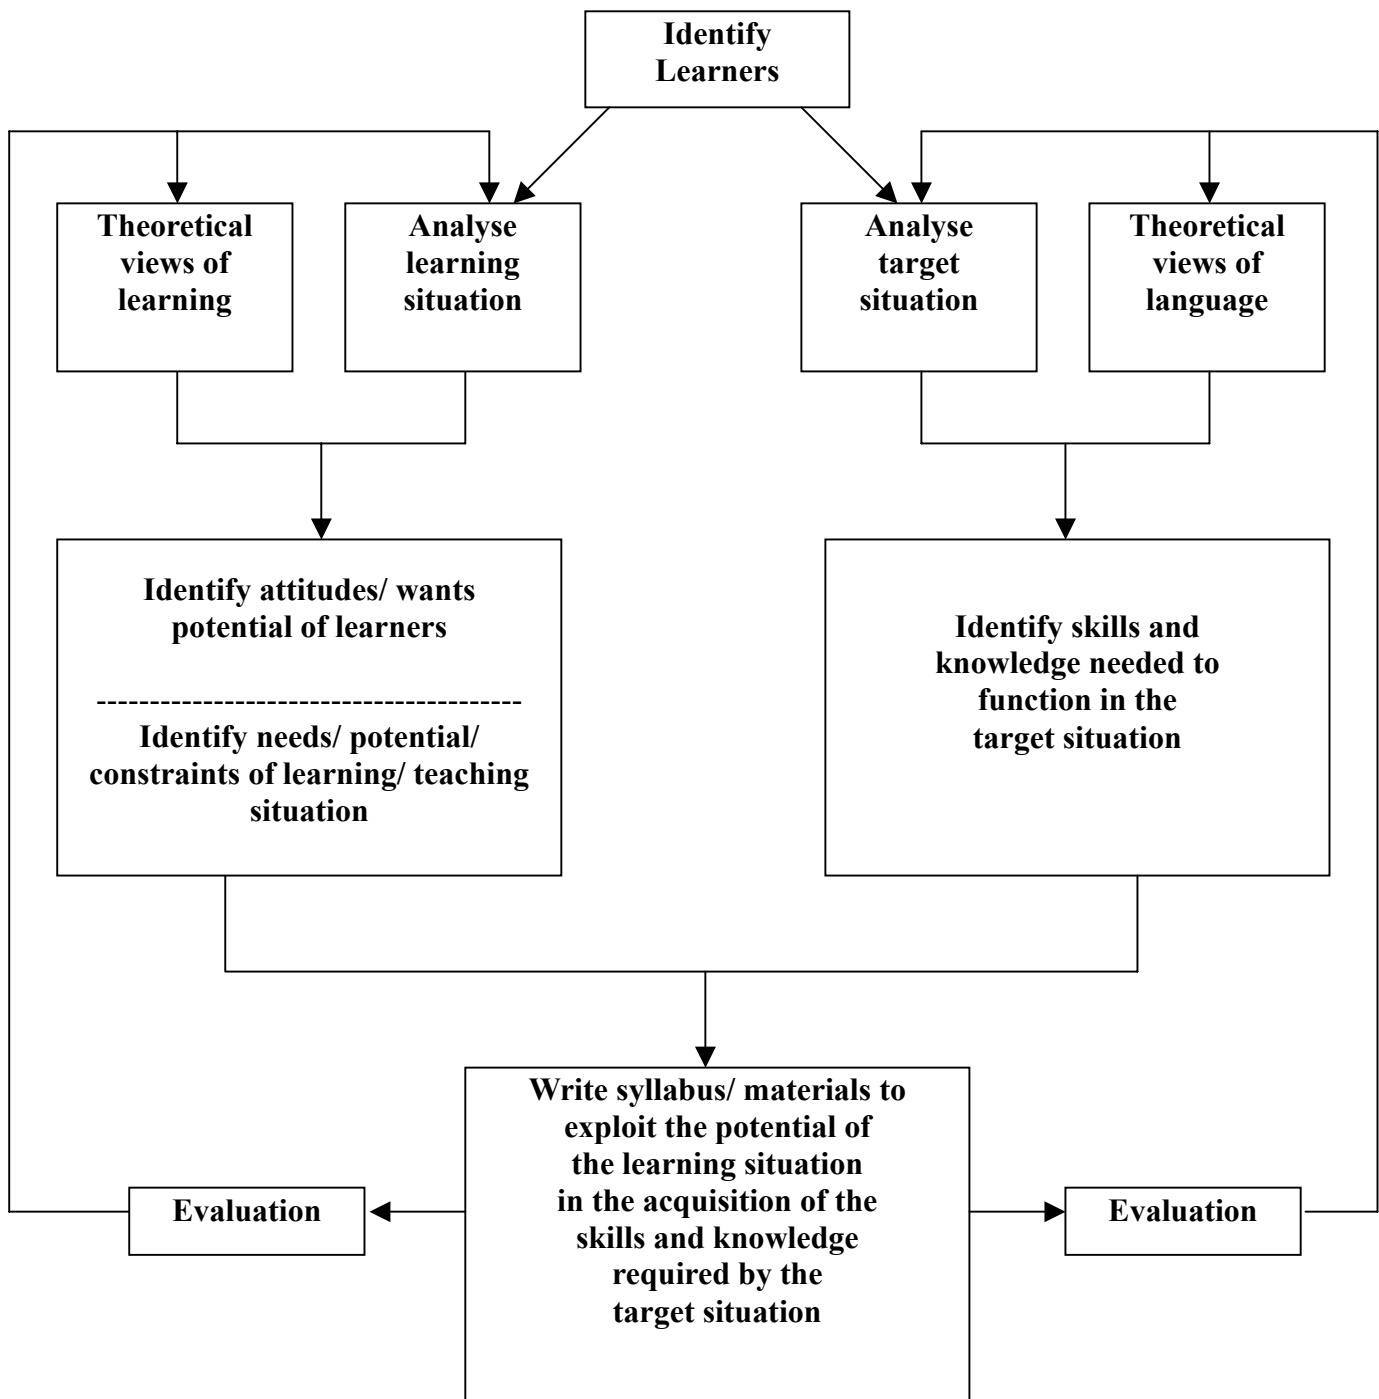 Identify
Learners
Theoretical
views of
learning
Analyse
learning
situation
Analyse
target
situation
Theoretical
views of
language
Identify attitudes/ wants
potential of learners
----------------------------------------
Identify needs/ potential/
constraints of learning/ teaching
situation
Identify skills and
knowledge needed to
function in the
target situation
Write syllabus/ materials to
exploit the potential of
the learning situation
in the acquisition of the
skills and knowledge
required by the
target situation
Evaluation
Evaluation